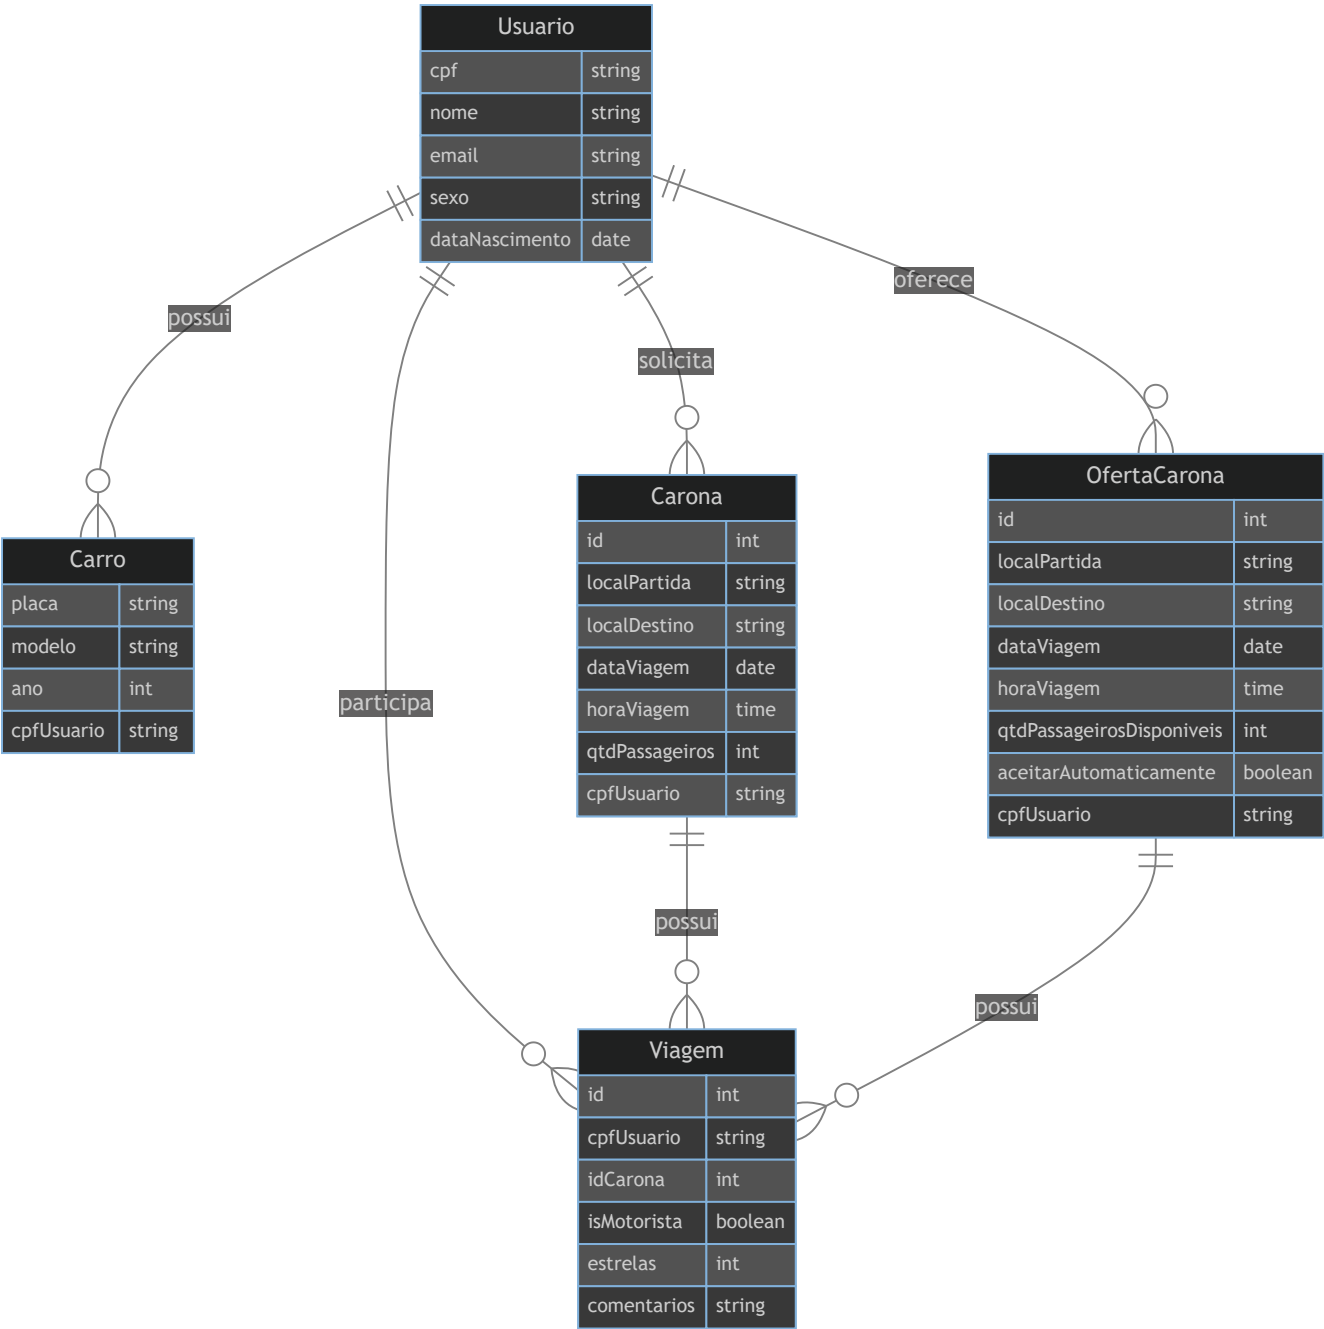 Usuario
cpf string
nome string
email string
sexo string
dataNascimento date
possui
solicita
oferece
participa
Carro
placa string
modelo string
ano int
cpfUsuario string
Carona
id int
localPartida string
localDestino string
dataViagem date
horaViagem time
qtdPassageiros int
cpfUsuario string
OfertaCarona
id int
localPartida string
localDestino string
dataViagem date
horaViagem time
qtdPassageirosDisponiveis int
aceitarAutomaticamente boolean
cpfUsuario string
possui
possui
Viagem
id int
cpfUsuario string
idCarona int
isMotorista boolean
estrelas int
comentarios string